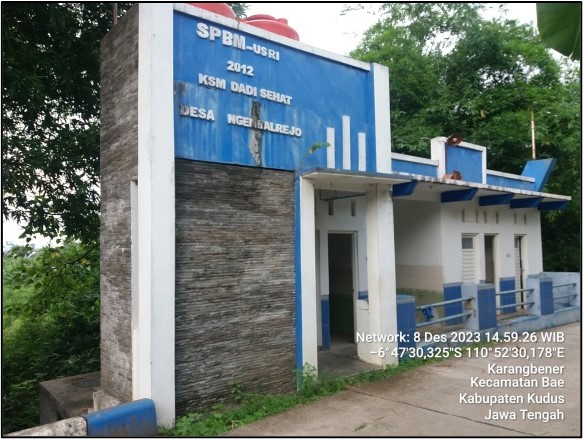 SPBM-USRI
2012
KSM DADI SEHAT
DESA
Network: 8 Des 2023 14.59.26 WIB
-6°47'30,325"S 110°52'30,178"E
Karangbener
Kecamatan Bae
Kabupaten Kudus
Jawa Tengah